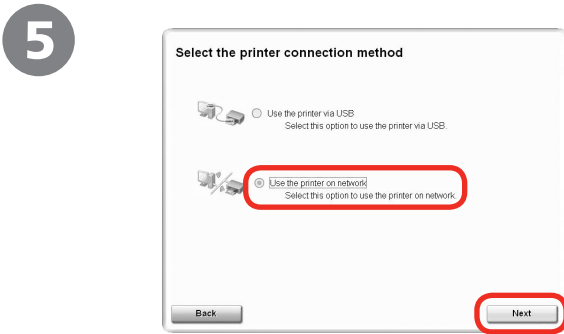 5
Select the printer connection method
Use the printer via USB
Select this option to use the printer via USB.
Use the printer on network
Select this option to use the printer on network.
Back
Next